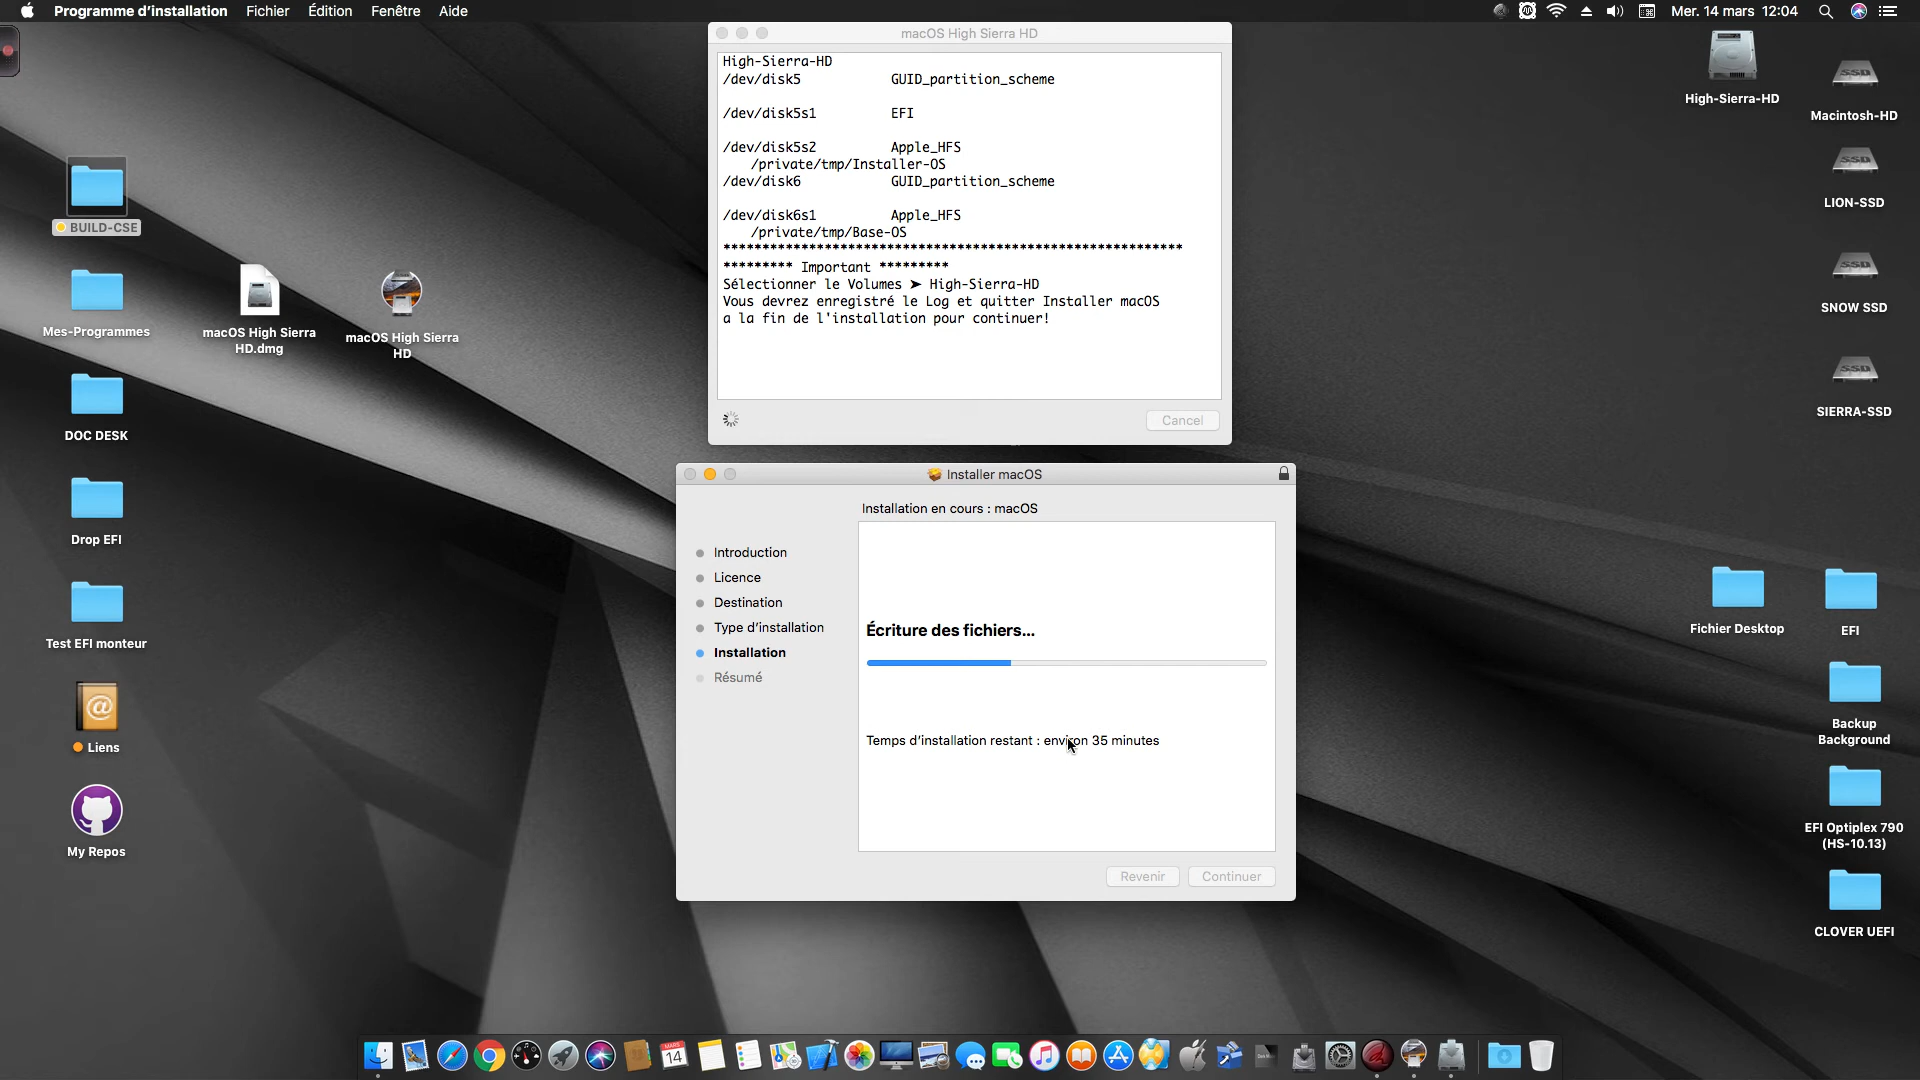 Programme d'installation Fichier Édition Fenêtre Aide
Mer. 14 mars 12:04
macOS High Sierra HD
High-Sierra-HD
/dev/disk5 GUID_partition_scheme
/dev/disk5s1 EFI
/dev/disk5s2 Apple_HFS
/private/tmp/Installer-OS
/dev/disk6 GUID_partition_scheme
/dev/disk6s1 Apple_HFS
/private/tmp/Base-OS
***********************************************************
********* Important *********
Sélectionner le Volumes ➤ High-Sierra-HD
Vous devrez enregistré le Log et quitter Installer macOS
a la fin de l'installation pour continuer!
Cancel
Installer macOS
Installation en cours : macOS
Introduction
Licence
Destination
Type d'installation
Installation
Résumé
Écriture des fichiers...
Temps d'installation restant : environ 35 minutes
Revenir Continuer
BUILD-CSE
Mes-Programmes
macOS High Sierra
HD.dmg
macOS High Sierra
HD
DOC DESK
Drop EFI
Test EFI monteur
Liens
My Repos
High-Sierra-HD
SSD
Macintosh-HD
SSD
LION-SSD
SSD
SNOW SSD
SSD
SIERRA-SSD
Fichier Desktop
EFI
Backup
Background
EFI Optiplex 790
(HS-10.13)
CLOVER UEFI
MARS
14